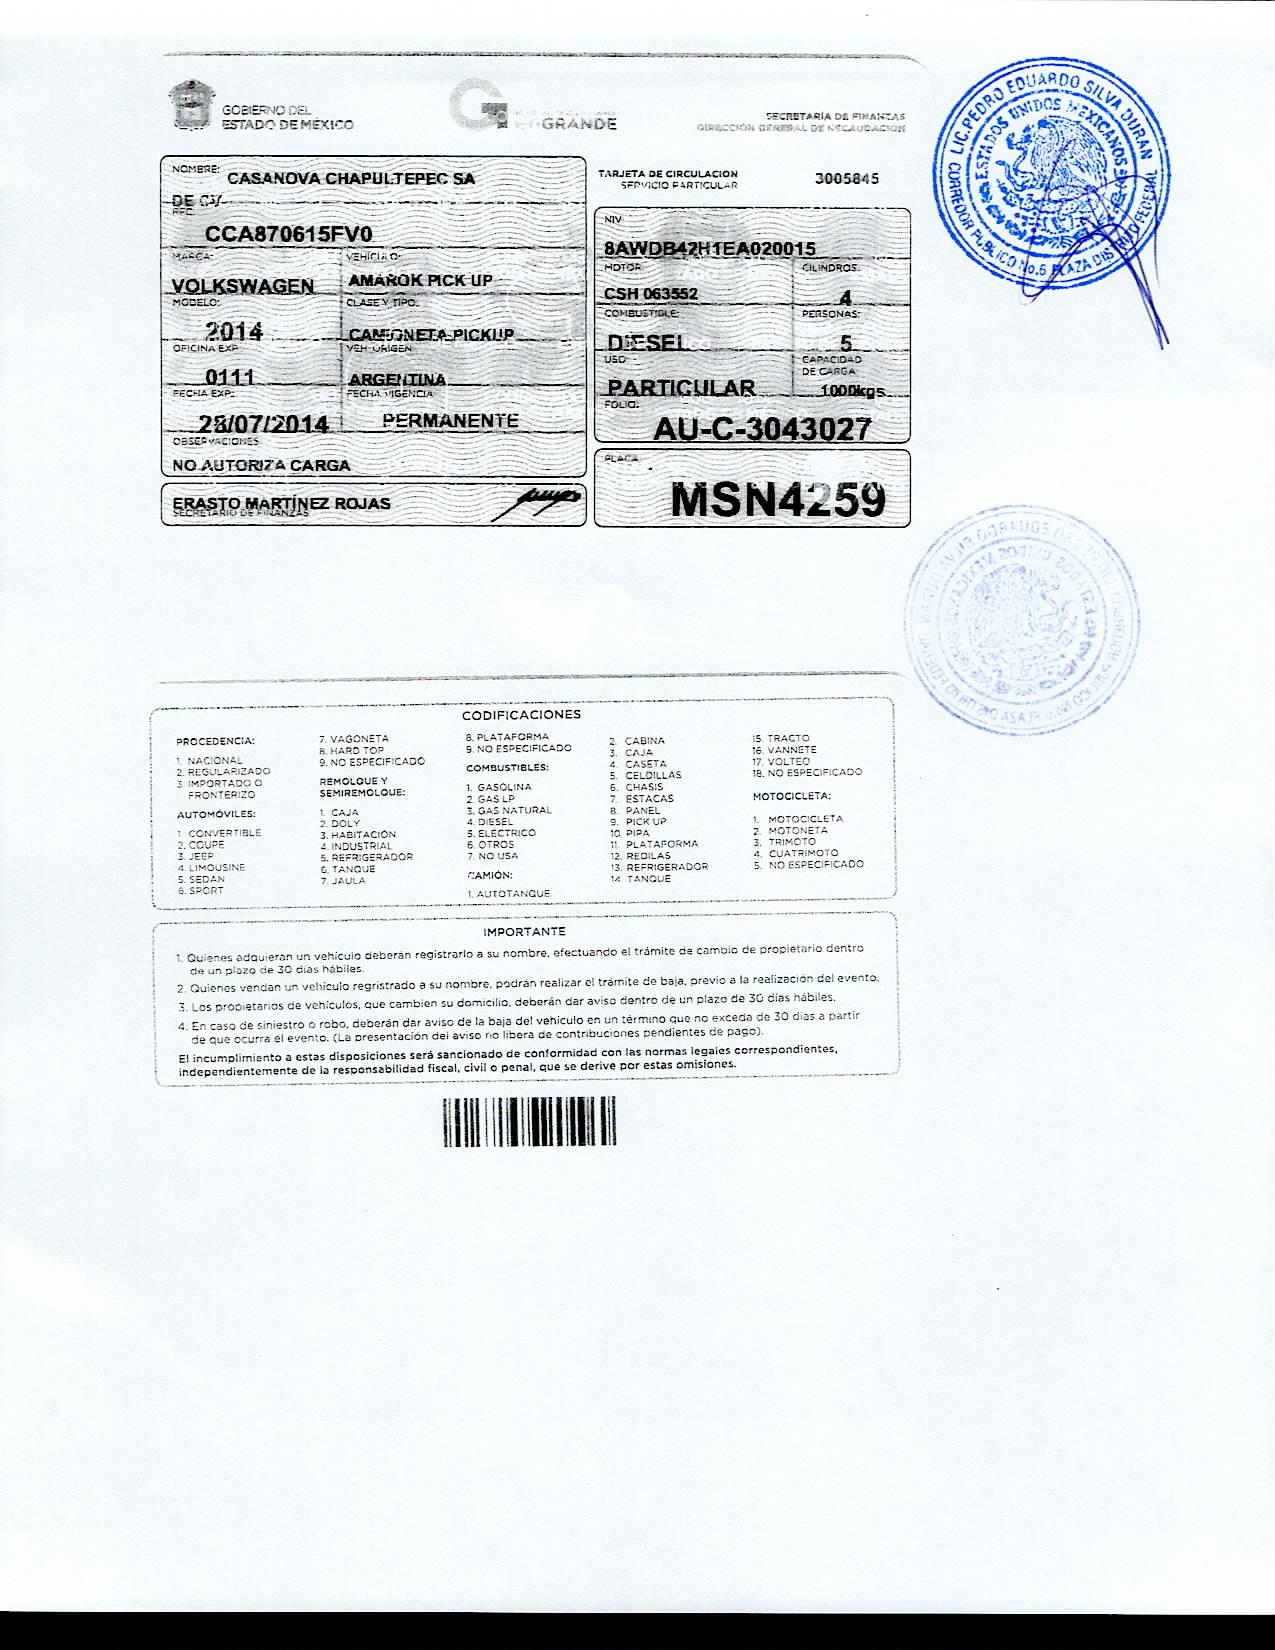 GOBIERNO DEL
ESTADO DE MÉXICO
GRANDE
SECRETARÍA DE FINANZAS
DIRECCIÓN GENERAL DE RECAUDACIÓN
NOMBRE: CASANOVA CHAPULTEPEC SA
DE CV
RFC:
CCA870615FV0
MARCA: VEHÍCULO:
VOLKSWAGEN AMAROK PICK UP
MODELO: CLASE Y TIPO:
2014 CAMIONETA PICKUP
OFICINA EXP. VEH. ORIGEN:
0111 ARGENTINA
FECHA EXP: FECHA VIGENCIA:
28/07/2014 PERMANENTE
OBSERVACIONES
NO AUTORIZA CARGA
ERASTO MARTÍNEZ ROJAS
SECRETARIO DE FINANZAS
TARJETA DE CIRCULACIÓN
SERVICIO PARTICULAR
3005845
NIV
8AWDB42H1EA020015
MOTOR CILINDROS:
CSH 063552 4
COMBUSTIBLE: PERSONAS:
DIESEL 5
USO: CAPACIDAD
DE CARGA
PARTICULAR 1000kgs
FOLIO:
AU-C-3043027
PLACA
MSN4259
LIC. PEDRO EDUARDO SILVA DURAN
CORREDOR PUBLICO No.6 PLAZA DISTRITO FEDERAL
ESTADOS UNIDOS MEXICANOS
CODIFICACIONES
PROCEDENCIA:
1. NACIONAL
2. REGULARIZADO
3. IMPORTADO O
FRONTERIZO
AUTOMÓVILES:
1. CONVERTIBLE
2. COUPE
3. JEEP
4. LIMOUSINE
5. SEDAN
6. SPORT
7. VAGONETA
8. HARD TOP
9. NO ESPECIFICADO
REMOLQUE Y
SEMIREMOLQUE:
1. CAJA
2. DOLY
3. HABITACIÓN
4. INDUSTRIAL
5. REFRIGERADOR
6. TANQUE
7. JAULA
8. PLATAFORMA
9. NO ESPECIFICADO
COMBUSTIBLES:
1. GASOLINA
2. GAS LP
3. GAS NATURAL
4. DIESEL
5. ELÉCTRICO
6. OTROS
7. NO USA
CAMIÓN:
1. AUTOTANQUE
2. CABINA
3. CAJA
4. CASETA
5. CELDILLAS
6. CHASIS
7. ESTACAS
8. PANEL
9. PICK UP
10. PIPA
11. PLATAFORMA
12. REDILAS
13. REFRIGERADOR
14. TANQUE
15. TRACTO
16. VANNETE
17. VOLTEO
18. NO ESPECIFICADO
MOTOCICLETA:
1. MOTOCICLETA
2. MOTONETA
3. TRIMOTO
4. CUATRIMOTO
5. NO ESPECIFICADO
IMPORTANTE
1. Quienes adquieran un vehículo deberán registrarlo a su nombre, efectuando el trámite de cambio de propietario dentro
de un plazo de 30 días hábiles.
2. Quienes vendan un vehículo regristrado a su nombre, podrán realizar el trámite de baja, previo a la realización del evento.
3. Los propietarios de vehículos, que cambien su domicilio, deberán dar aviso dentro de un plazo de 30 días hábiles.
4. En caso de siniestro o robo, deberán dar aviso de la baja del vehículo en un término que no exceda de 30 días a partir
de que ocurra el evento. (La presentación del aviso no libera de contribuciones pendientes de pago).
El incumplimiento a estas disposiciones será sancionado de conformidad con las normas legales correspondientes,
independientemente de la responsabilidad fiscal, civil o penal, que se derive por estas omisiones.